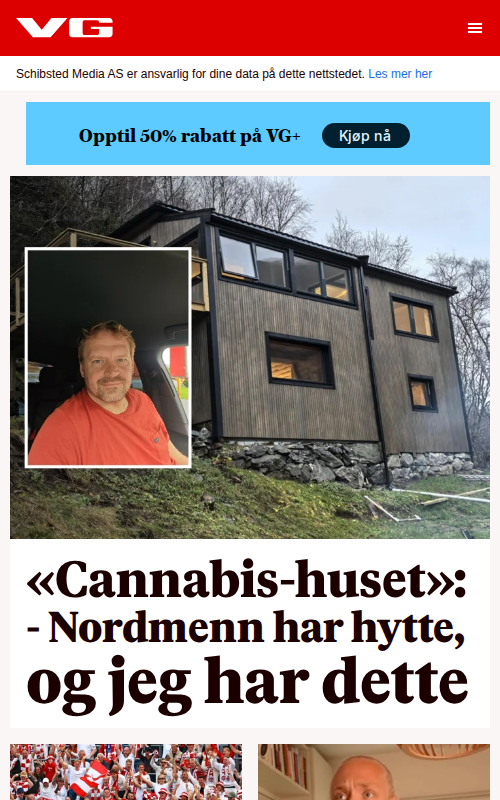 VG
Schibsted Media AS er ansvarlig for dine data på dette nettstedet. Les mer her
Opptil 50% rabatt på VG+ Kjøp nå
«Cannabis-huset»:
- Nordmenn har hytte,
og jeg har dette